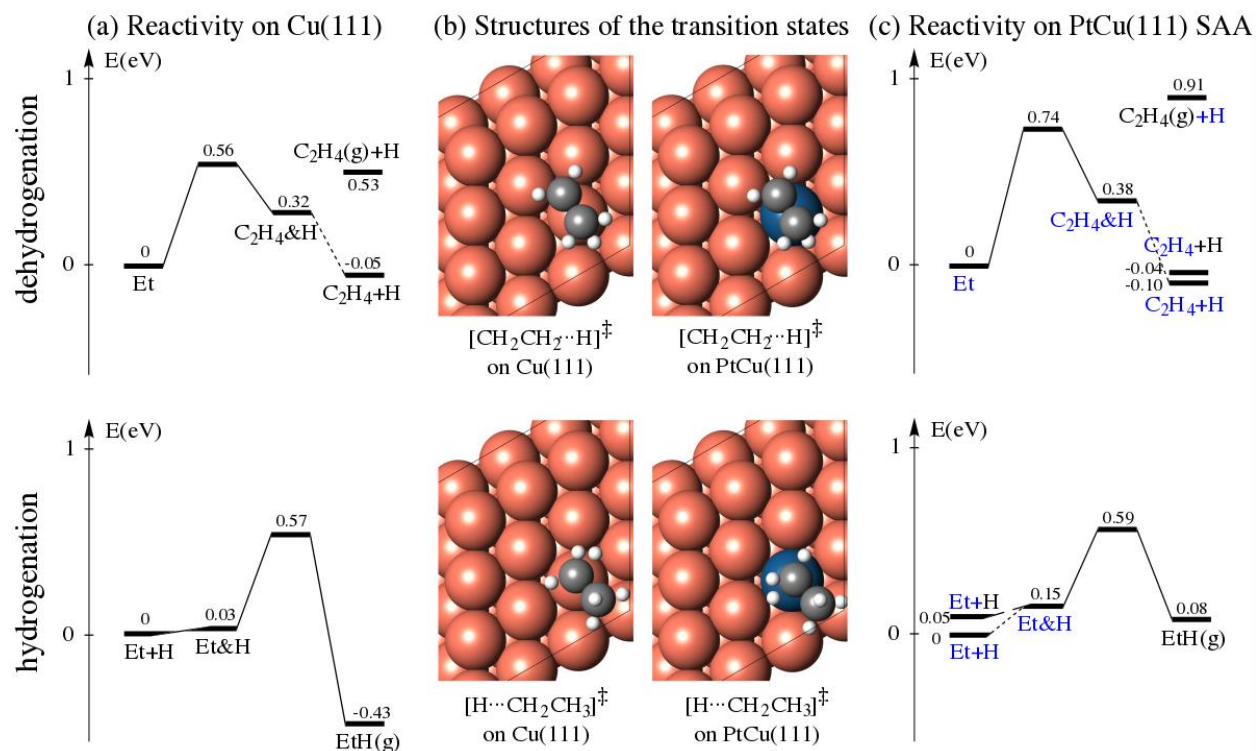 (a) Reactivity on Cu(111)
(b) Structures of the transition states
(c) Reactivity on PtCu(111) SAA
dehydrogenation
E(eV)
1
0.56
C₂H₄(g)+H
0.53
0.32
C₂H₄&H
0
0
Et
-0.05
C₂H₄+H
[CH₂CH₂···H]‡
on Cu(111)
[CH₂CH₂···H]‡
on PtCu(111)
E(eV)
1
0.91
C₂H₄(g)+H
0.74
0.38
C₂H₄&H
C₂H₄+H
0
0
Et
-0.04
-0.10
C₂H₄+H
hydrogenation
E(eV)
1
0.57
0
0
Et+H
0.03
Et&H
-0.43
EtH(g)
[H···CH₂CH₃]‡
on Cu(111)
[H···CH₂CH₃]‡
on PtCu(111)
E(eV)
1
0.59
Et+H
0.05
0.15
Et&H
0
0
Et+H
0.08
EtH(g)